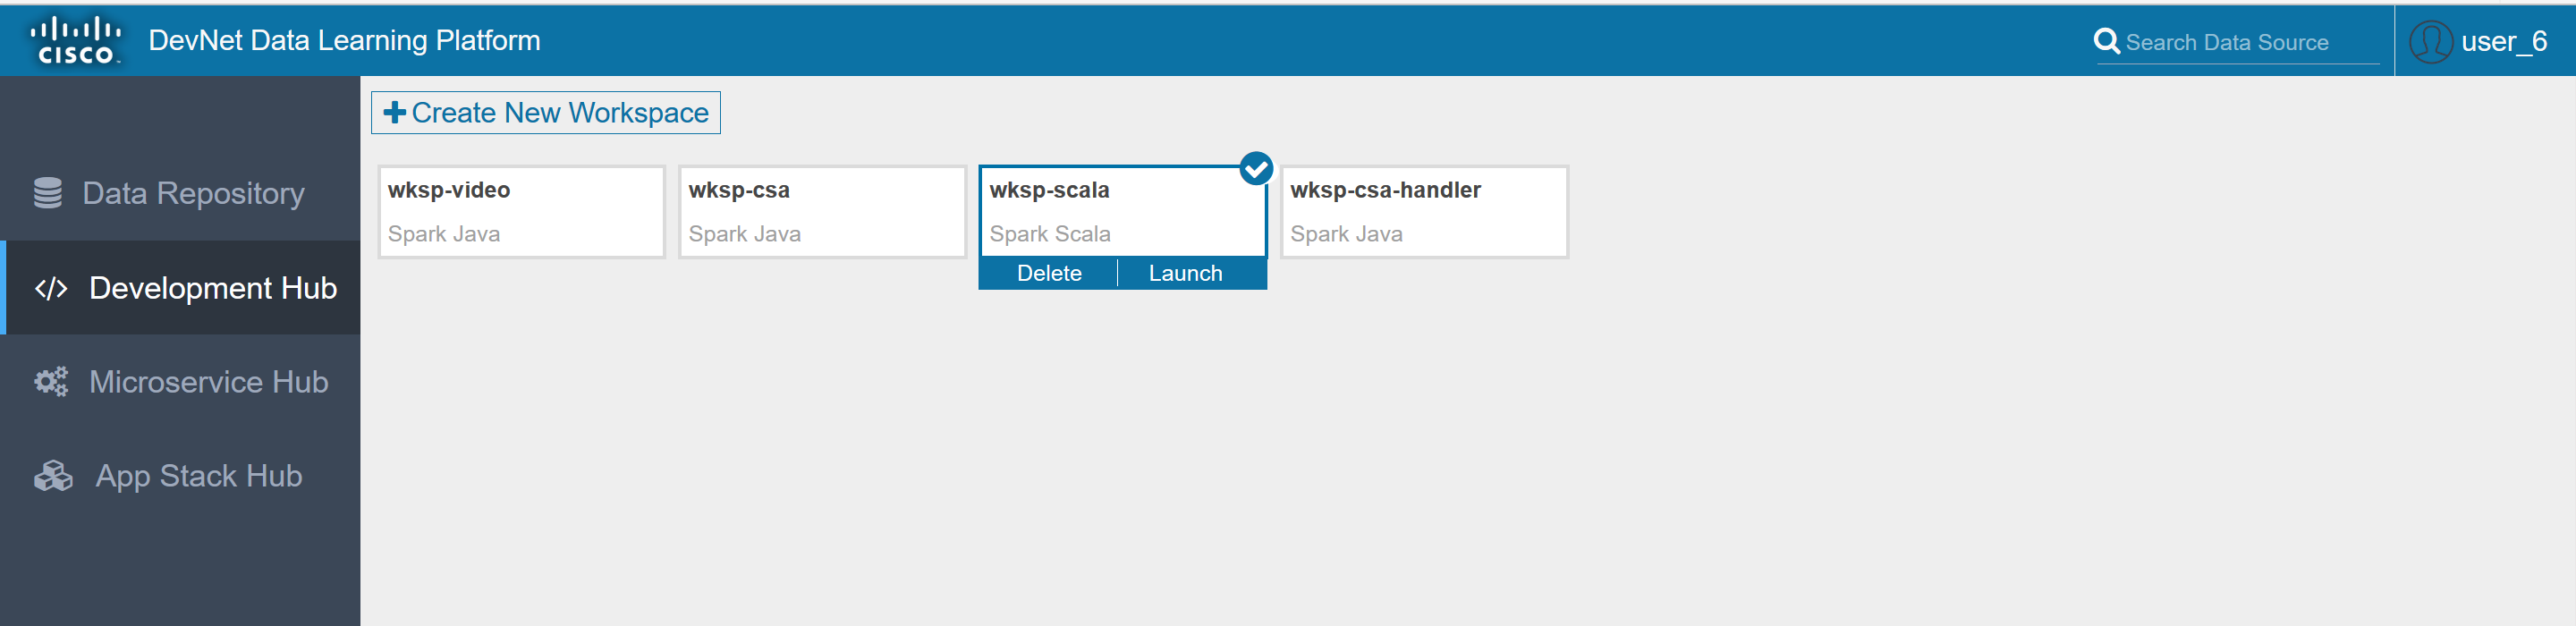 CISCO
DevNet Data Learning Platform
Search Data Source
user_6
Create New Workspace
Data Repository
Development Hub
Microservice Hub
App Stack Hub
wksp-video
Spark Java
wksp-csa
Spark Java
wksp-scala
Spark Scala
Delete
Launch
wksp-csa-handler
Spark Java